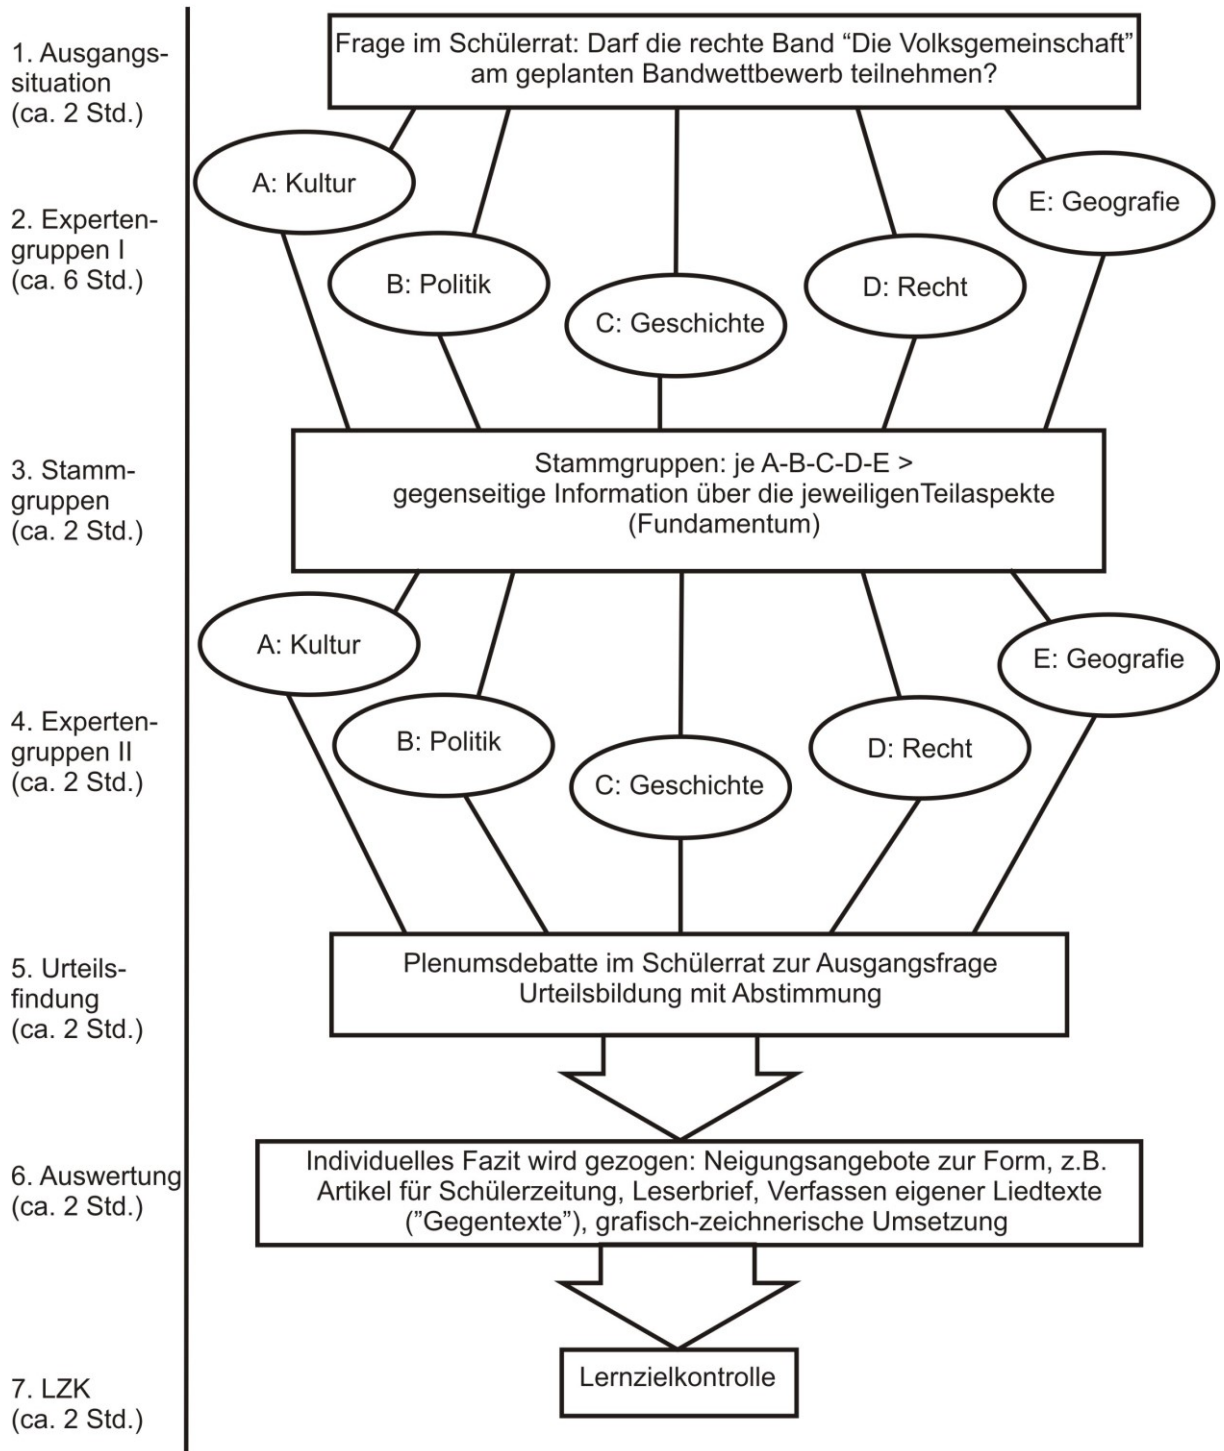 1. Ausgangs-
situation
(ca. 2 Std.)
Frage im Schülerrat: Darf die rechte Band “Die Volksgemeinschaft”
am geplanten Bandwettbewerb teilnehmen?
2. Experten-
gruppen I
(ca. 6 Std.)
A: Kultur
B: Politik
C: Geschichte
D: Recht
E: Geografie
3. Stamm-
gruppen
(ca. 2 Std.)
Stammgruppen: je A-B-C-D-E >
gegenseitige Information über die jeweiligenTeilaspekte
(Fundamentum)
4. Experten-
gruppen II
(ca. 2 Std.)
A: Kultur
B: Politik
C: Geschichte
D: Recht
E: Geografie
5. Urteils-
findung
(ca. 2 Std.)
Plenumsdebatte im Schülerrat zur Ausgangsfrage
Urteilsbildung mit Abstimmung
6. Auswertung
(ca. 2 Std.)
Individuelles Fazit wird gezogen: Neigungsangebote zur Form, z.B.
Artikel für Schülerzeitung, Leserbrief, Verfassen eigener Liedtexte
(”Gegentexte”), grafisch-zeichnerische Umsetzung
7. LZK
(ca. 2 Std.)
Lernzielkontrolle